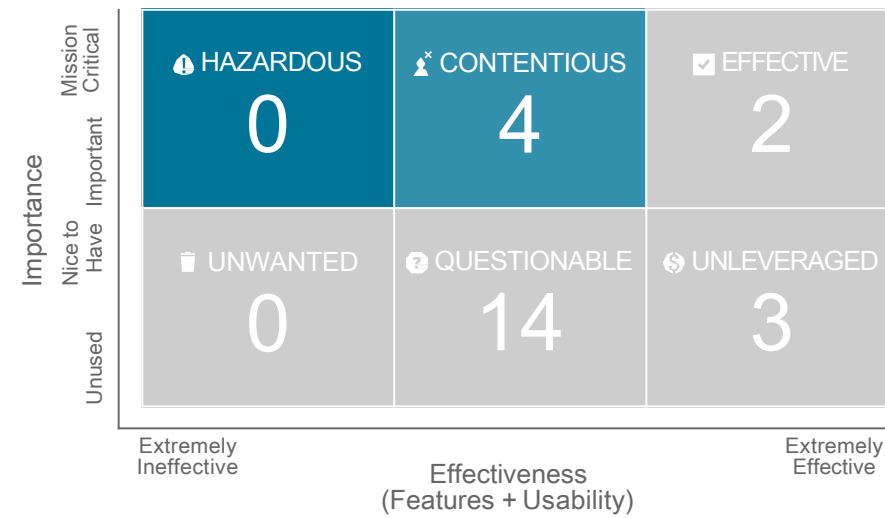 Importance
Mission
Critical
Important
Nice to
Have
Unused
HAZARDOUS
0
CONTENTIOUS
4
EFFECTIVE
2
UNWANTED
0
QUESTIONABLE
14
UNLEVERAGED
3
Extremely
Ineffective
Effectiveness
(Features + Usability)
Extremely
Effective